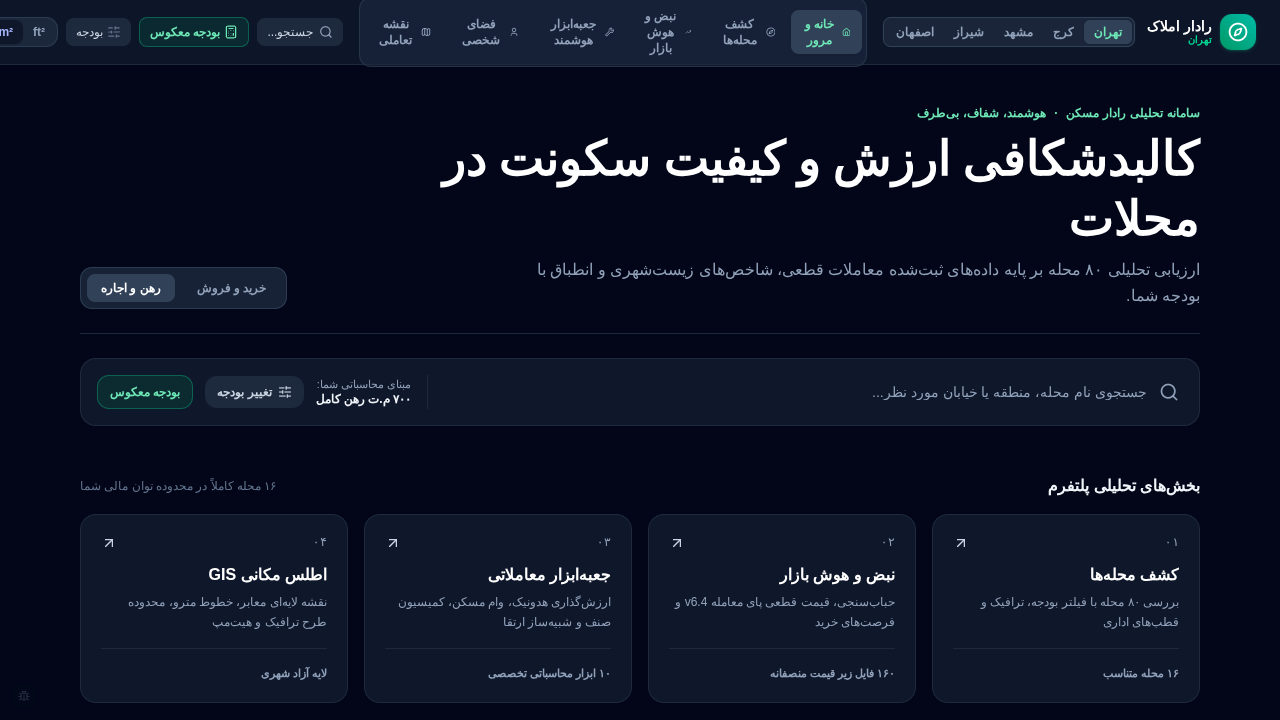 رادار املاک
تهران
تهران
کرج
مشهد
شیراز
اصفهان
خانه و مرور
کشف محله‌ها
نبض و هوش بازار
جعبه‌ابزار هوشمند
فضای شخصی
نقشه تعاملی
جستجو...
بودجه معکوس
بودجه
ft²
m²
سامانه تحلیلی رادار مسکن · هوشمند، شفاف، بی‌طرف
کالبدشکافی ارزش و کیفیت سکونت در
محلات
ارزیابی تحلیلی ۸۰ محله بر پایه داده‌های ثبت‌شده معاملات قطعی، شاخص‌های زیست‌شهری و انطباق با
بودجه شما.
خرید و فروش
رهن و اجاره
جستجوی نام محله، منطقه یا خیابان مورد نظر...
مبنای محاسباتی شما:
۷۰۰ م.ت رهن کامل
تغییر بودجه
بودجه معکوس
بخش‌های تحلیلی پلتفرم
۱۶ محله کاملاً در محدوده توان مالی شما
۰۱
کشف محله‌ها
بررسی ۸۰ محله با فیلتر بودجه، ترافیک و
قطب‌های اداری
۱۶ محله متناسب
۰۲
نبض و هوش بازار
حباب‌سنجی، قیمت قطعی پای معامله v6.4 و
فرصت‌های خرید
۱۶۰ فایل زیر قیمت منصفانه
۰۳
جعبه‌ابزار معاملاتی
ارزش‌گذاری هدونیک، وام مسکن، کمیسیون
صنف و شبیه‌ساز ارتقا
۱۰ ابزار محاسباتی تخصصی
۰۴
اطلس مکانی GIS
نقشه لایه‌ای معابر، خطوط مترو، محدوده
طرح ترافیک و هیت‌مپ
لایه آزاد شهری